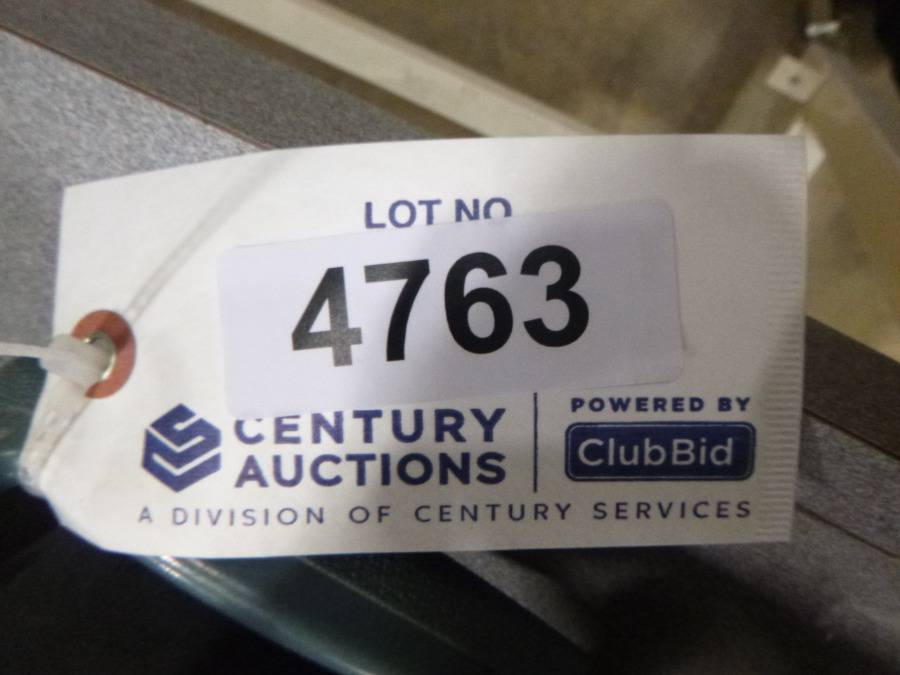 LOT NO
4763
CENTURY
AUCTIONS
POWERED BY
ClubBid
A DIVISION OF CENTURY SERVICES